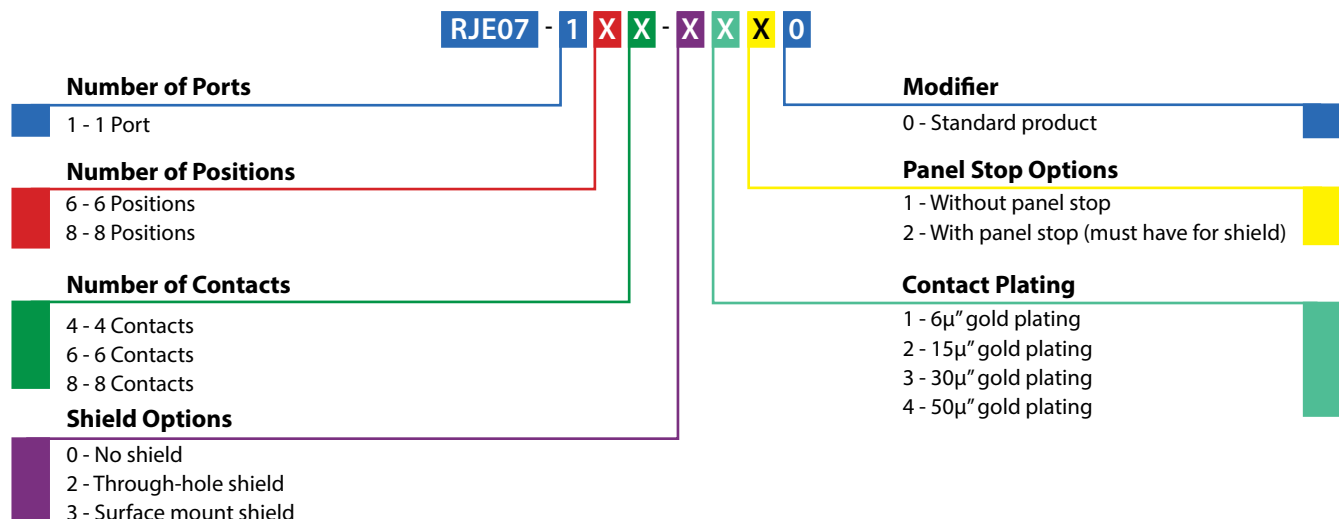 RJE07 - 1 X X - X X X 0
Number of Ports
1 - 1 Port
Number of Positions
6 - 6 Positions
8 - 8 Positions
Number of Contacts
4 - 4 Contacts
6 - 6 Contacts
8 - 8 Contacts
Shield Options
0 - No shield
2 - Through-hole shield
3 - Surface mount shield
Modifier
0 - Standard product
Panel Stop Options
1 - Without panel stop
2 - With panel stop (must have for shield)
Contact Plating
1 - 6µ” gold plating
2 - 15µ” gold plating
3 - 30µ” gold plating
4 - 50µ” gold plating